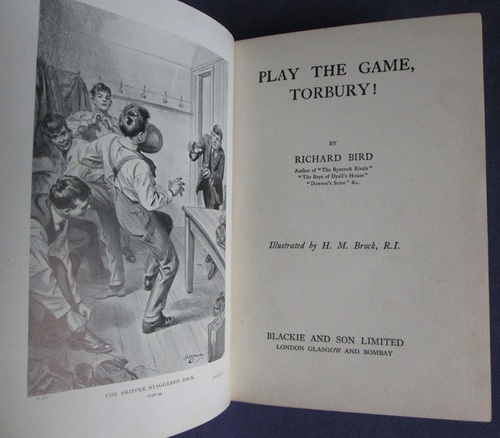 THE SKIPPER STAGGERED BACK
PLAY THE GAME,
TORBURY!
BY
RICHARD BIRD
Author of "The Ryecroft Rivals"
"The Boys of Dyall's House"
"Dawson's Score" &c.
Illustrated by H. M. Brock, R.I.
BLACKIE AND SON LIMITED
LONDON GLASGOW AND BOMBAY